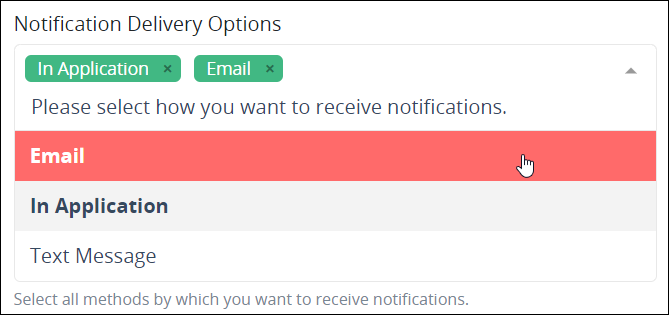 Notification Delivery Options
In Application × Email ×
Please select how you want to receive notifications.
Email
In Application
Text Message
Select all methods by which you want to receive notifications.